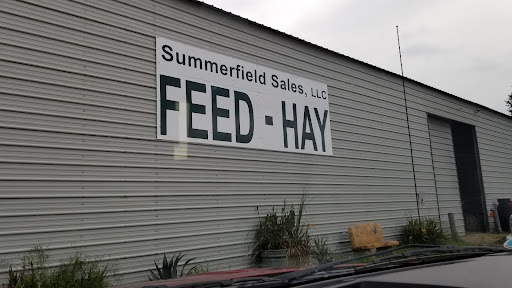 Summerfield Sales, LLC
FEED - HAY